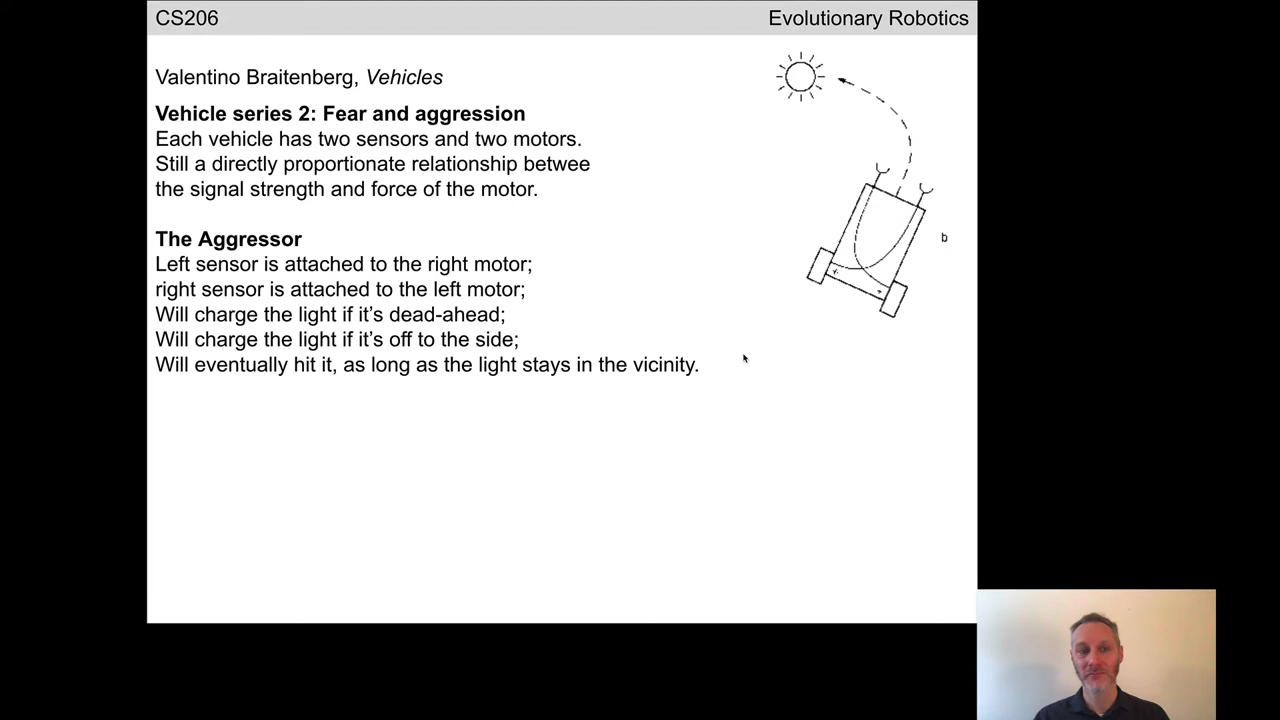 CS206
Evolutionary Robotics
Valentino Braitenberg, Vehicles
Vehicle series 2: Fear and aggression
Each vehicle has two sensors and two motors.
Still a directly proportionate relationship betwee
the signal strength and force of the motor.
The Aggressor
Left sensor is attached to the right motor;
right sensor is attached to the left motor;
Will charge the light if it’s dead-ahead;
Will charge the light if it’s off to the side;
Will eventually hit it, as long as the light stays in the vicinity.
b
+
+